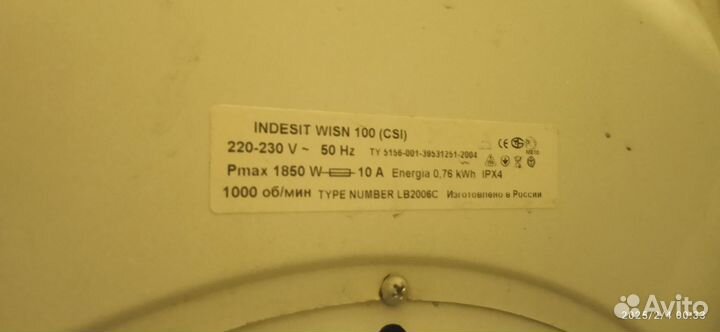 INDESIT WISN 100 (CSI)
220-230 V ~ 50 Hz TY 5156-001-39531251-2004
Pmax 1850 W 10 A Energia 0,76 kWh IPX4
1000 об/мин TYPE NUMBER LB2006C Изготовлено в России
Avito
2025/2/4 00:33